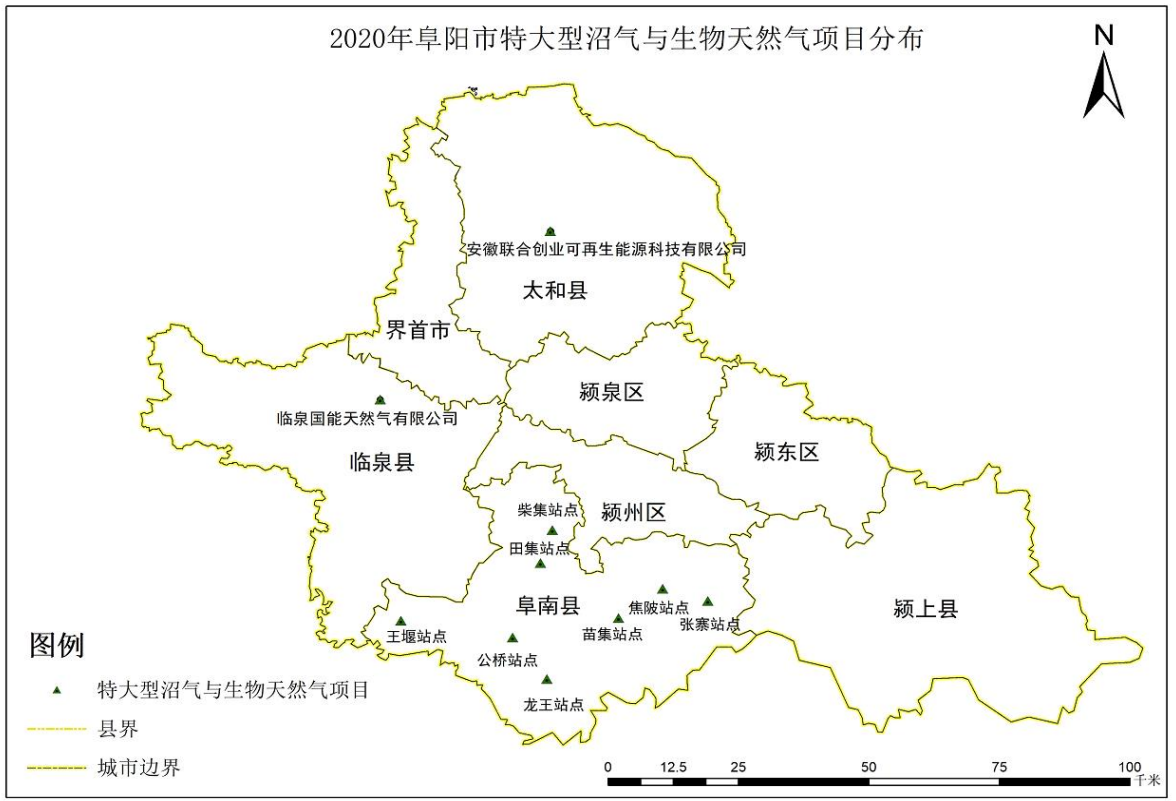 2020年阜阳市特大型沼气与生物天然气项目分布
N
安徽联合创业可再生能源科技有限公司
太和县
界首市
颍泉区
临泉国能天然气有限公司
临泉县
颍东区
柴集站点
颍州区
田集站点
阜南县
焦陂站点
颍上县
张寨站点
王堰站点
苗集站点
公桥站点
龙王站点
图例
特大型沼气与生物天然气项目
县界
城市边界
0 12.5 25 50 75 100
千米